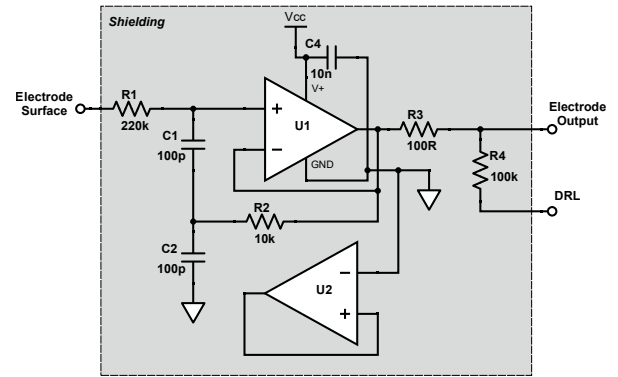 Shielding
Vcc
C4
10n
V+
Electrode
Surface
R1
220k
+
U1
−
GND
C1
100p
R3
100R
Electrode
Output
R4
100k
DRL
R2
10k
C2
100p
−
U2
+